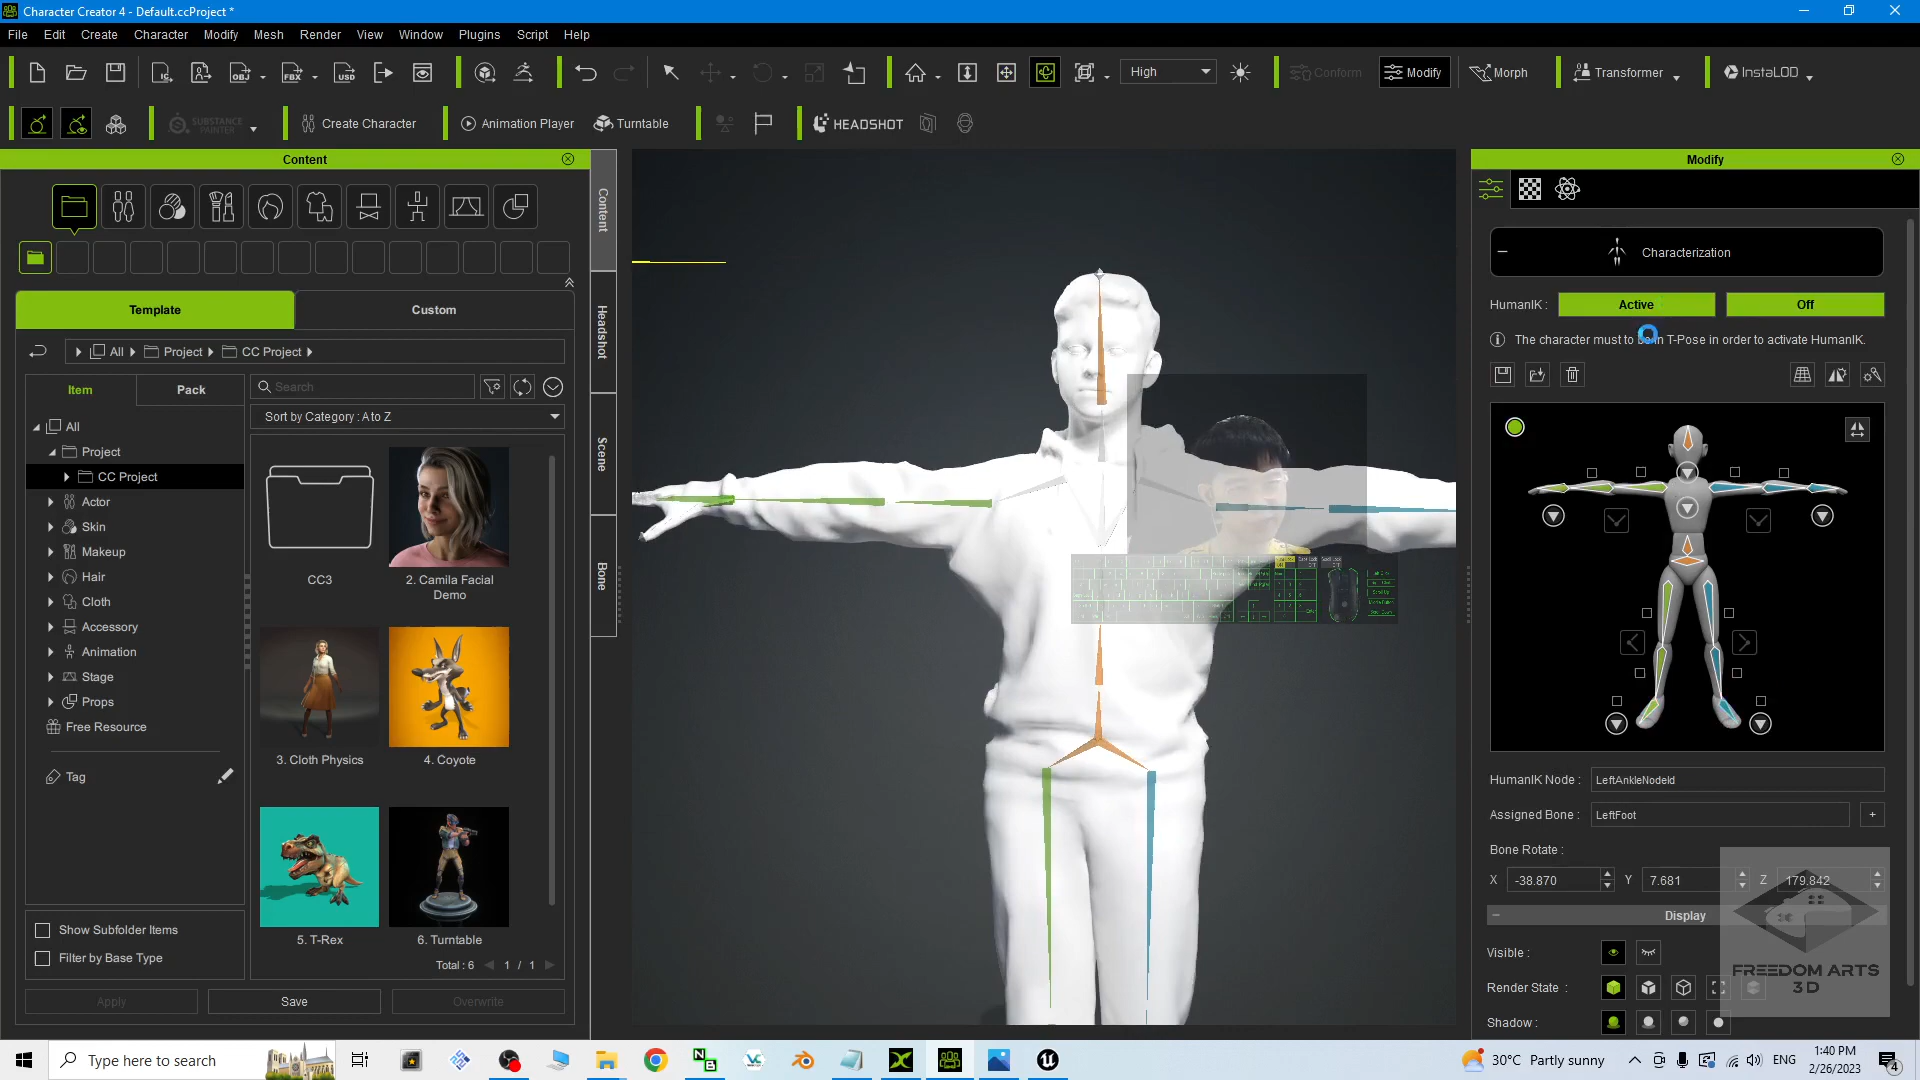 Character Creator 4 - Default.ccProject *
File Edit Create Character Modify Mesh Render View Window Plugins Script Help
High Conform Modify Morph Transformer InstaLOD
SUBSTANCE PAINTER Create Character Animation Player Turntable HEADSHOT
Content
Template Custom
All Project CC Project
Item Pack
Search
Sort by Category : A to Z
All
Project
CC Project
Actor
Skin
Makeup
Hair
Cloth
Accessory
Animation
Stage
Props
Free Resource
Tag
Show Subfolder Items
Filter by Base Type
CC3
2. Camila Facial
Demo
3. Cloth Physics
4. Coyote
5. T-Rex
6. Turntable
Total : 6 1 / 1
Apply Save Overwrite
Content
Headshot
Scene
Bone
Modify
Characterization
HumanIK : Active Off
The character must to be in T-Pose in order to activate HumanIK.
HumanIK Node : LeftAnkleNodeId
Assigned Bone : LeftFoot +
Bone Rotate :
X -38.870 Y 7.681 Z 179.842
Display
Visible :
Render State :
Shadow :
FREEDOM ARTS
3D
Type here to search
30°C Partly sunny ENG
1:40 PM
2/26/2023
4